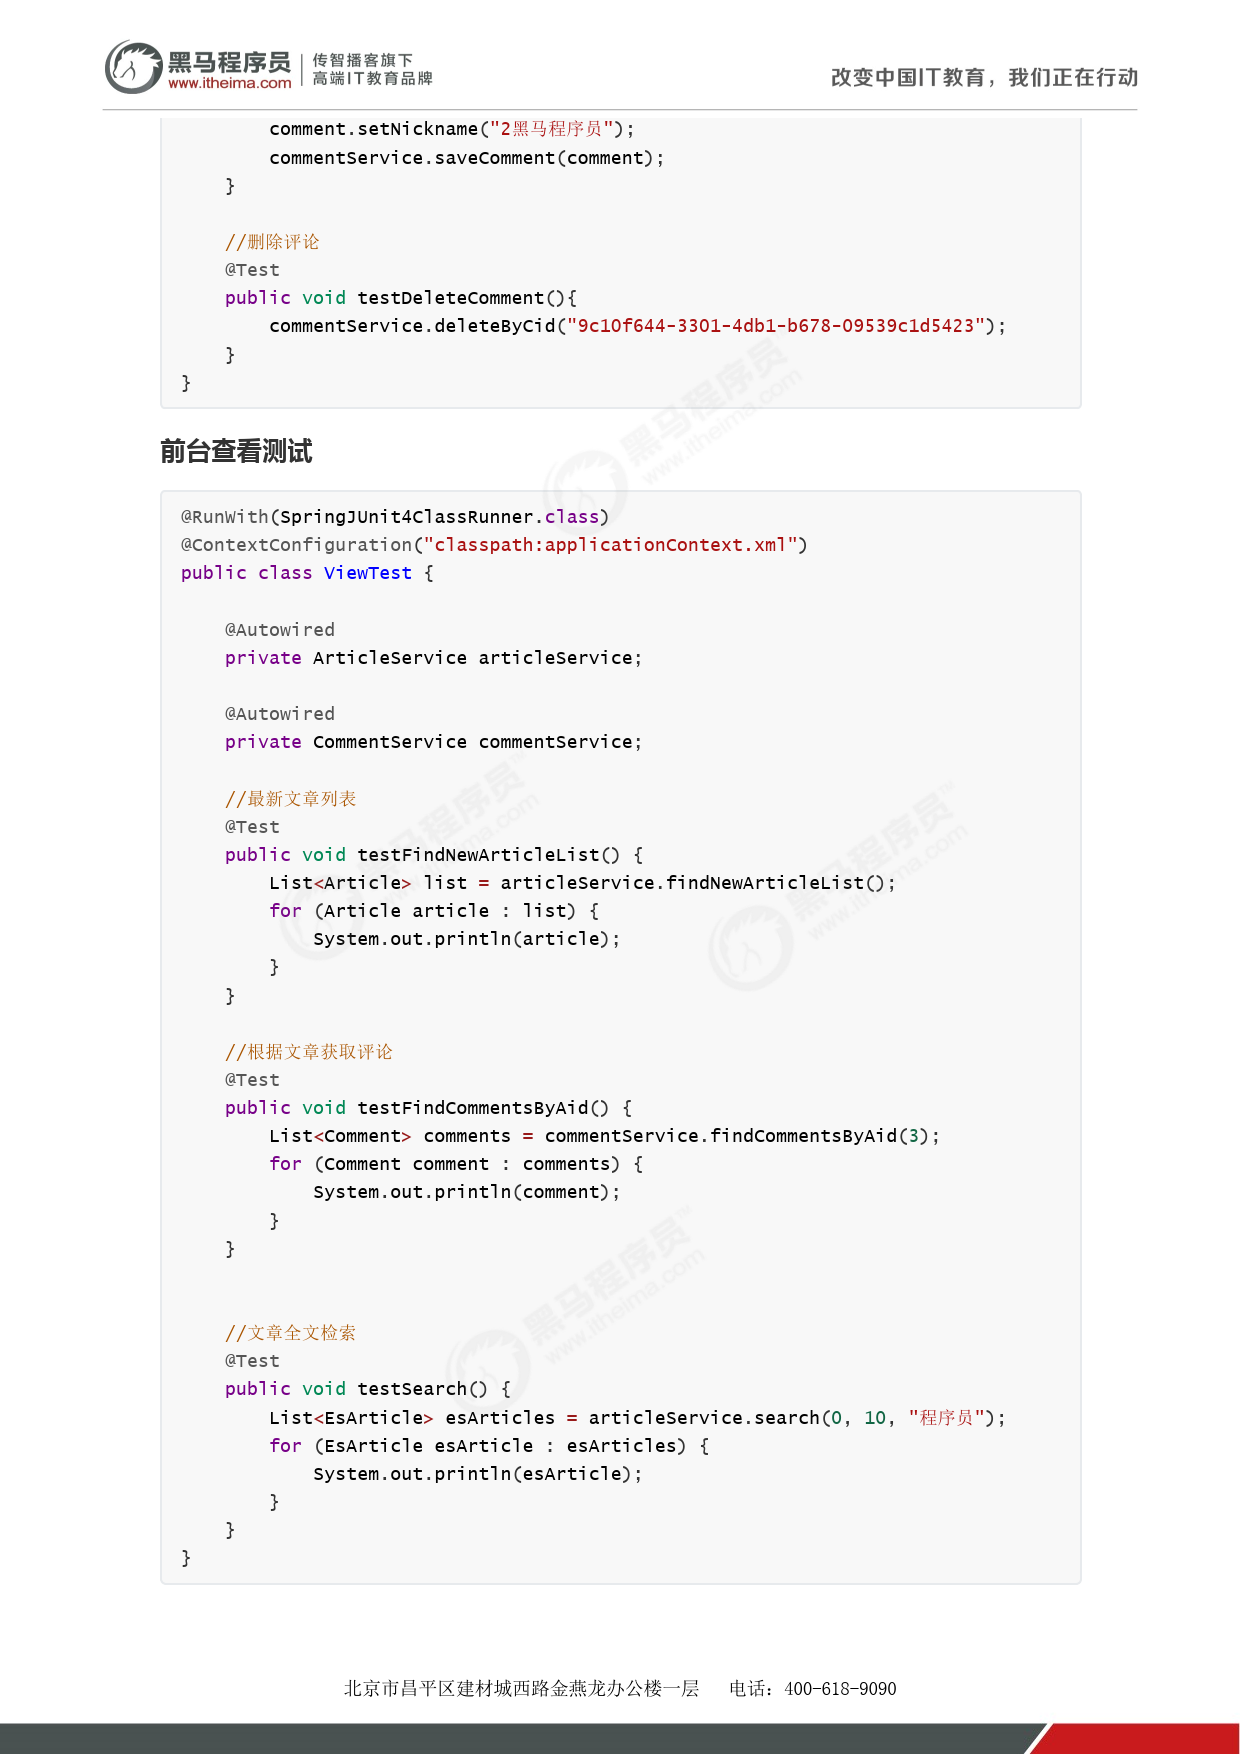 黑马程序员
www.itheima.com
传智播客旗下
高端IT教育品牌
改变中国IT教育，我们正在行动
        comment.setNickname("2黑马程序员");
        commentService.saveComment(comment);
    }

    //删除评论
    @Test
    public void testDeleteComment(){
        commentService.deleteByCid("9c10f644-3301-4db1-b678-09539c1d5423");
    }
}
前台查看测试
@RunWith(SpringJUnit4ClassRunner.class)
@ContextConfiguration("classpath:applicationContext.xml")
public class ViewTest {

    @Autowired
    private ArticleService articleService;

    @Autowired
    private CommentService commentService;

    //最新文章列表
    @Test
    public void testFindNewArticleList() {
        List<Article> list = articleService.findNewArticleList();
        for (Article article : list) {
            System.out.println(article);
        }
    }

    //根据文章获取评论
    @Test
    public void testFindCommentsByAid() {
        List<Comment> comments = commentService.findCommentsByAid(3);
        for (Comment comment : comments) {
            System.out.println(comment);
        }
    }


    //文章全文检索
    @Test
    public void testSearch() {
        List<EsArticle> esArticles = articleService.search(0, 10, "程序员");
        for (EsArticle esArticle : esArticles) {
            System.out.println(esArticle);
        }
    }
}
北京市昌平区建材城西路金燕龙办公楼一层 电话：400-618-9090